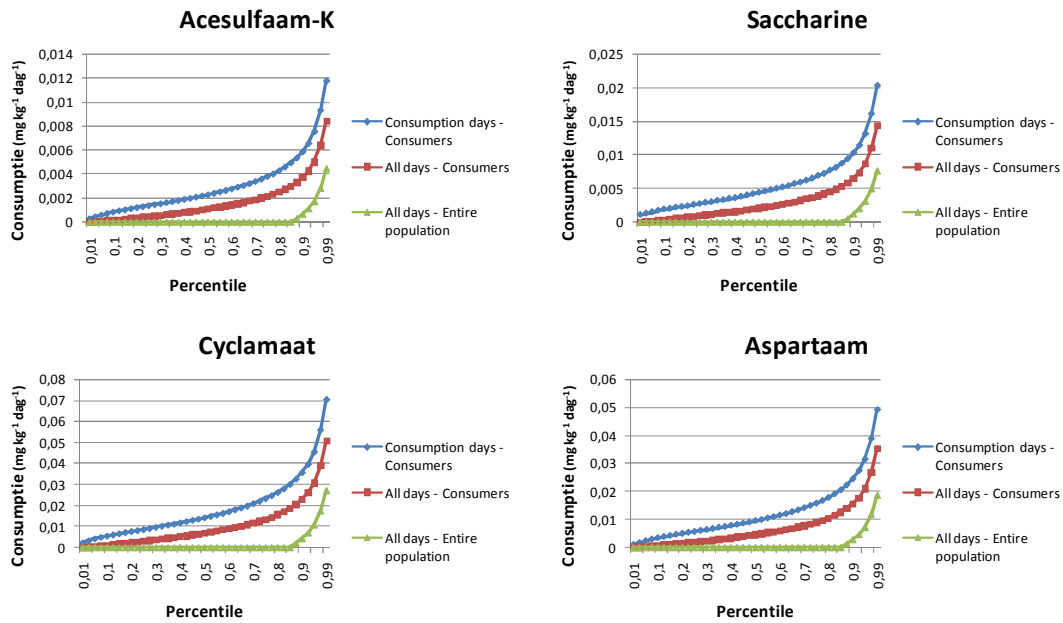 Acesulfaam-K
Consumptie (mg kg⁻¹ dag⁻¹)
0,014
0,012
0,01
0,008
0,006
0,004
0,002
0
0,01
0,1
0,2
0,3
0,4
0,5
0,6
0,7
0,8
0,9
0,99
Percentile
Consumption days -
Consumers
All days - Consumers
All days - Entire
population
Saccharine
Consumptie (mg kg⁻¹ dag⁻¹)
0,025
0,02
0,015
0,01
0,005
0
0,01
0,1
0,2
0,3
0,4
0,5
0,6
0,7
0,8
0,9
0,99
Percentile
Consumption days -
Consumers
All days - Consumers
All days - Entire
population
Cyclamaat
Consumptie (mg kg⁻¹ dag⁻¹)
0,08
0,07
0,06
0,05
0,04
0,03
0,02
0,01
0
0,01
0,1
0,2
0,3
0,4
0,5
0,6
0,7
0,8
0,9
0,99
Percentile
Consumption days -
Consumers
All days - Consumers
All days - Entire
population
Aspartaam
Consumptie (mg kg⁻¹ dag⁻¹)
0,06
0,05
0,04
0,03
0,02
0,01
0
0,01
0,1
0,2
0,3
0,4
0,5
0,6
0,7
0,8
0,9
0,99
Percentile
Consumption days -
Consumers
All days - Consumers
All days - Entire
population